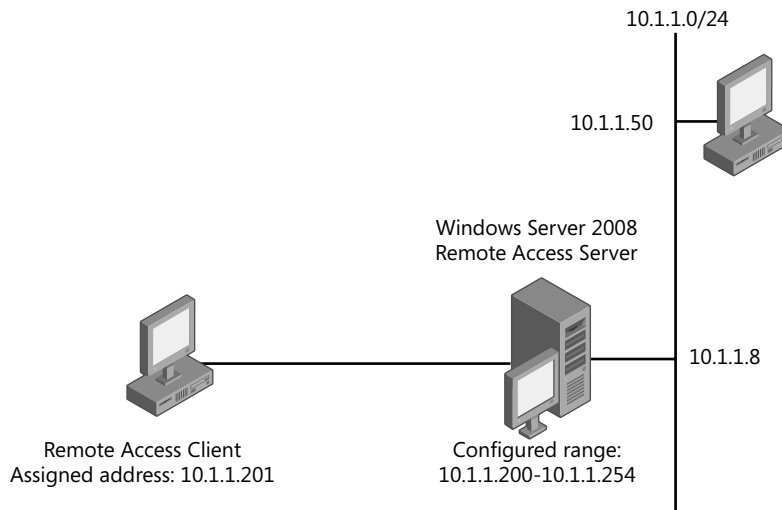 10.1.1.0/24
10.1.1.50
Windows Server 2008
Remote Access Server
10.1.1.8
Remote Access Client
Assigned address: 10.1.1.201
Configured range:
10.1.1.200-10.1.1.254